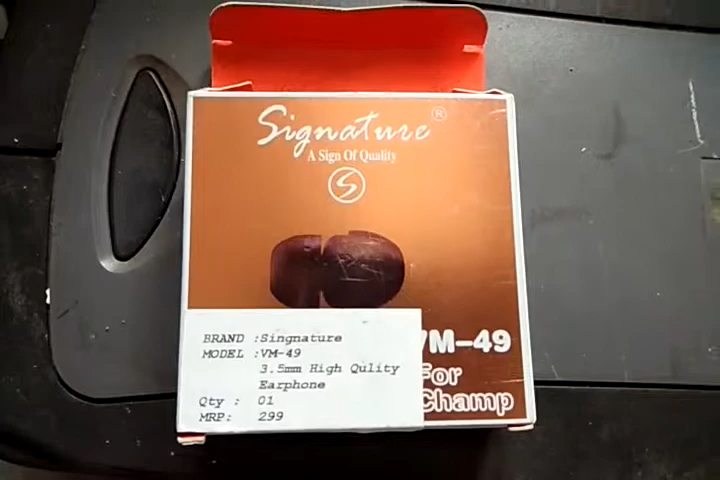 Signature®
A Sign Of Quality
S
VM-49
For
Champ
BRAND :Singnature
MODEL :VM-49
3.5mm High Qulity
Earphone
Qty : 01
MRP: 299